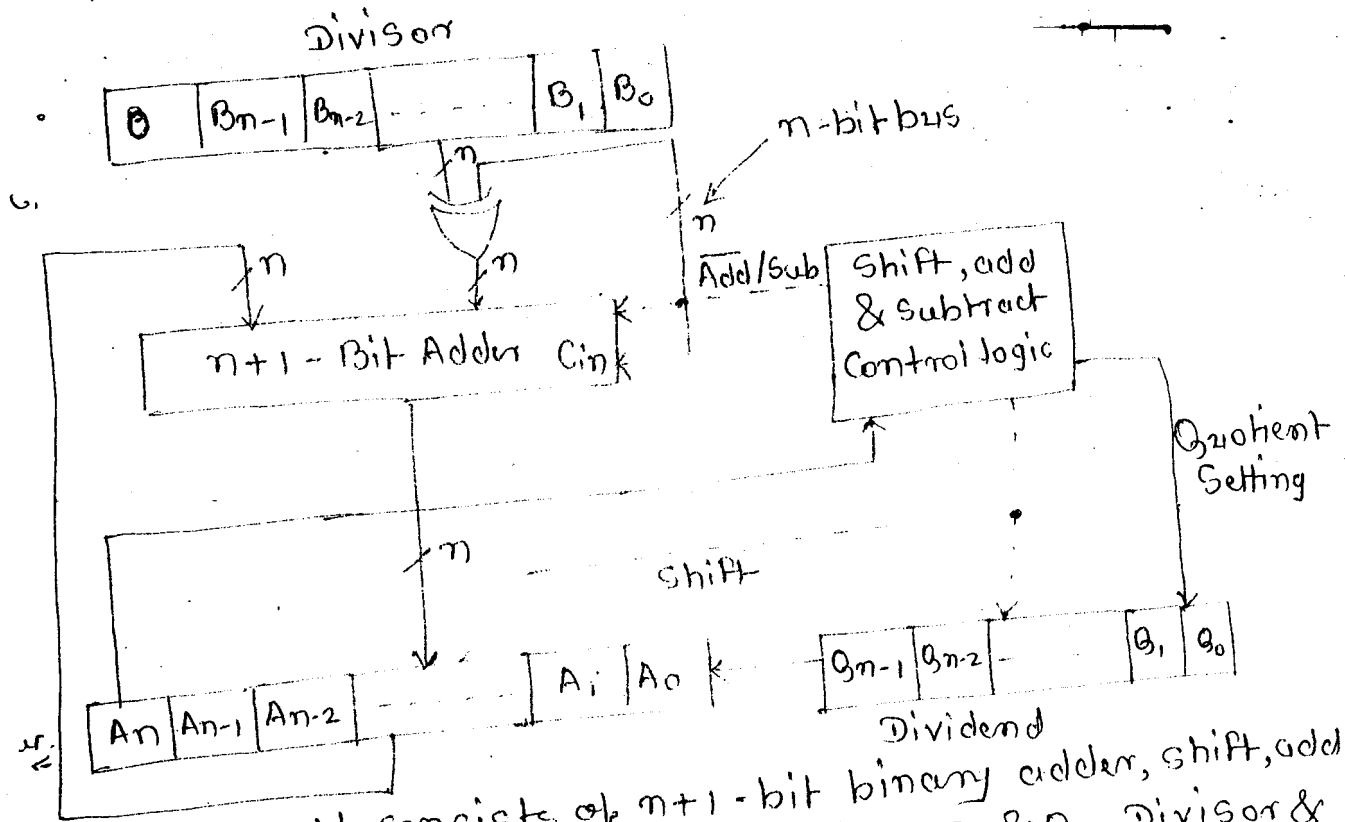 Divisor
0 Bn-1 Bn-2 B1 B0
n
n-bit bus
n
n
n
Add/Sub
Shift, add
& Subtract
Control logic
n+1-Bit Adder Cin
Quotient
Setting
n
Shift
An An-1 An-2 A1 A0
Qn-1 Qn-2 Q1 Q0
Dividend
consists of n+1-bit binary adder, shift, add
Divisor &